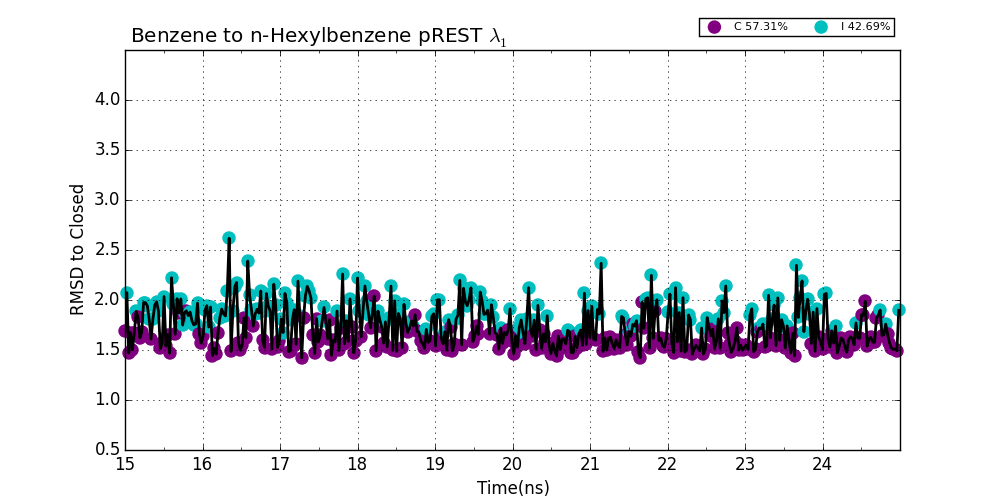 Benzene to n-Hexylbenzene pREST λ₁
C 57.31% I 42.69%
RMSD to Closed
4.0
3.5
3.0
2.5
2.0
1.5
1.0
0.5
15 16 17 18 19 20 21 22 23 24
Time(ns)